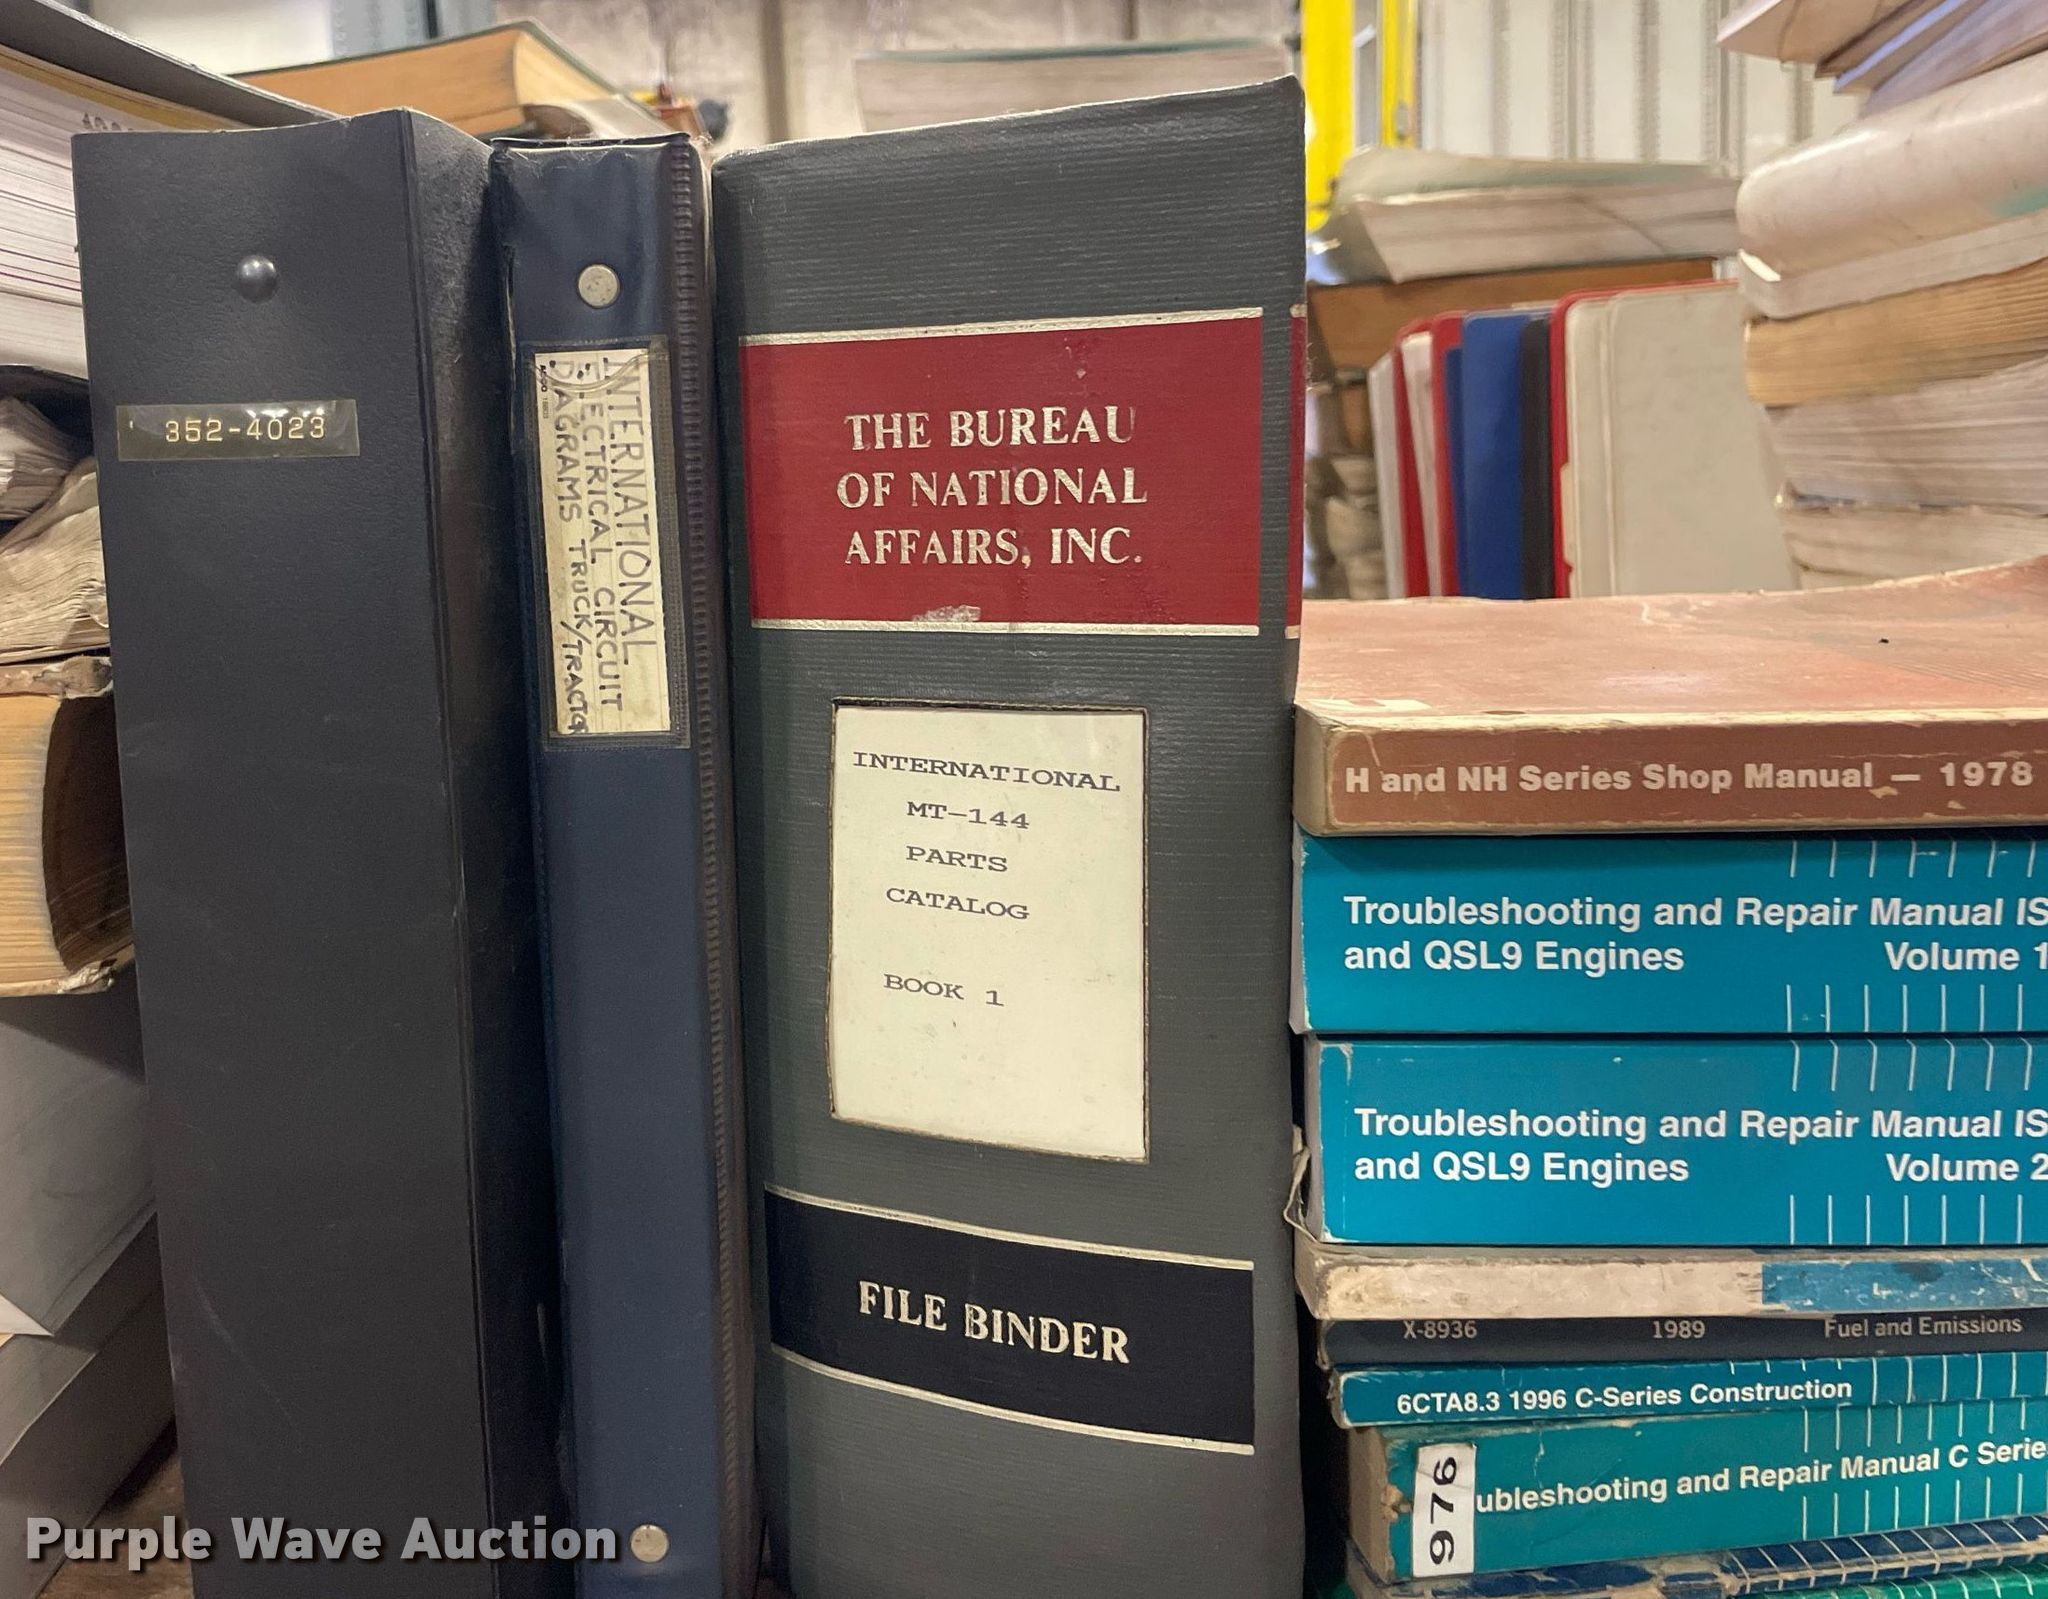 352-4023
INTERNATIONAL
ELECTRICAL CIRCUIT
DIAGRAMS TRUCK/TRACTOR
THE BUREAU
OF NATIONAL
AFFAIRS, INC.
INTERNATIONAL
MT-144
PARTS
CATALOG
BOOK 1
FILE BINDER
H and NH Series Shop Manual — 1978
Troubleshooting and Repair Manual IS
and QSL9 Engines Volume 1
Troubleshooting and Repair Manual IS
and QSL9 Engines Volume 2
X-8936 1989 Fuel and Emissions
6CTA8.3 1996 C-Series Construction
976
ubleshooting and Repair Manual C Serie
Purple Wave Auction